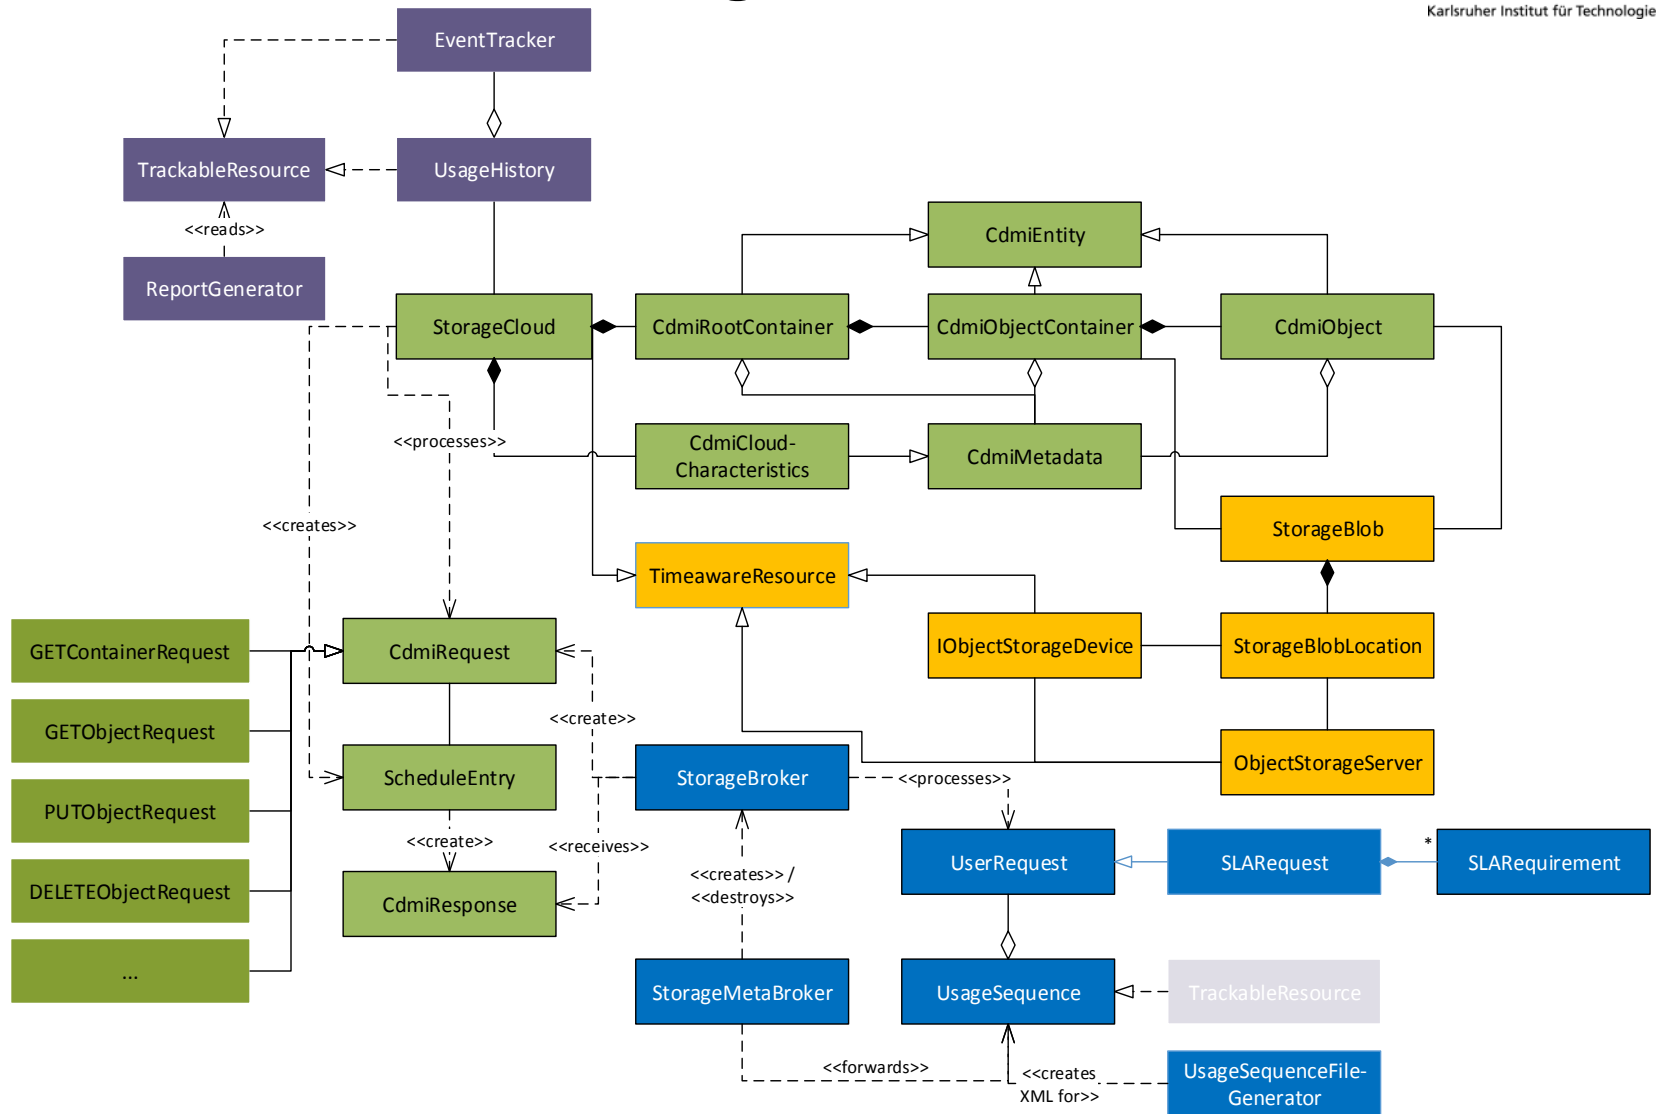 Karlsruher Institut für Technologie
EventTracker
TrackableResource
UsageHistory
<<reads>>
ReportGenerator
CdmiEntity
StorageCloud
CdmiRootContainer
CdmiObjectContainer
CdmiObject
<<processes>>
CdmiCloud-
Characteristics
CdmiMetadata
<<creates>>
StorageBlob
TimeawareResource
GETContainerRequest
CdmiRequest
IObjectStorageDevice
StorageBlobLocation
GETObjectRequest
<<create>>
ScheduleEntry
StorageBroker
<<processes>>
ObjectStorageServer
PUTObjectRequest
<<create>>
<<receives>>
UserRequest
SLARequest
*
SLARequirement
DELETEObjectRequest
CdmiResponse
<<creates>> /
<<destroys>>
...
StorageMetaBroker
UsageSequence
TrackableResource
<<forwards>>
<<creates
XML for>>
UsageSequenceFile-
Generator